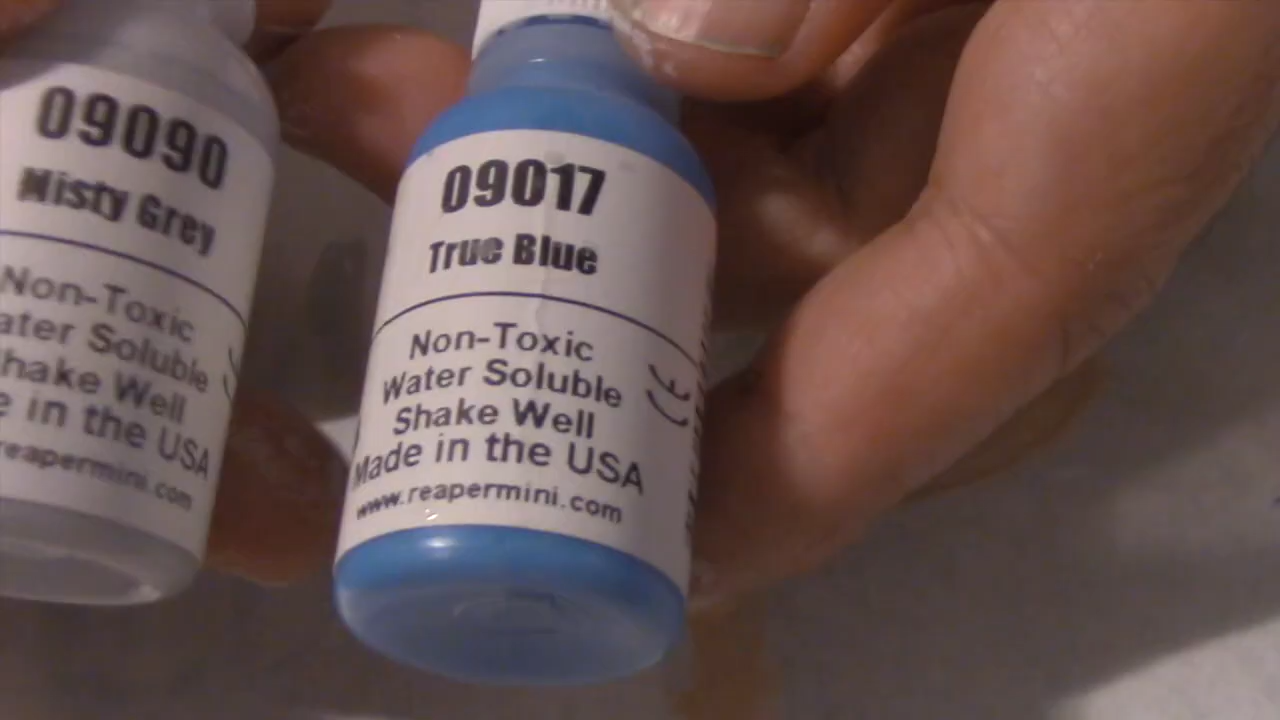 09090
Misty Grey
Non-Toxic
ater Soluble
hake Well
e in the USA
reapermini.com
09017
True Blue
Non-Toxic
Water Soluble
Shake Well
Made in the USA
www.reapermini.com
CE